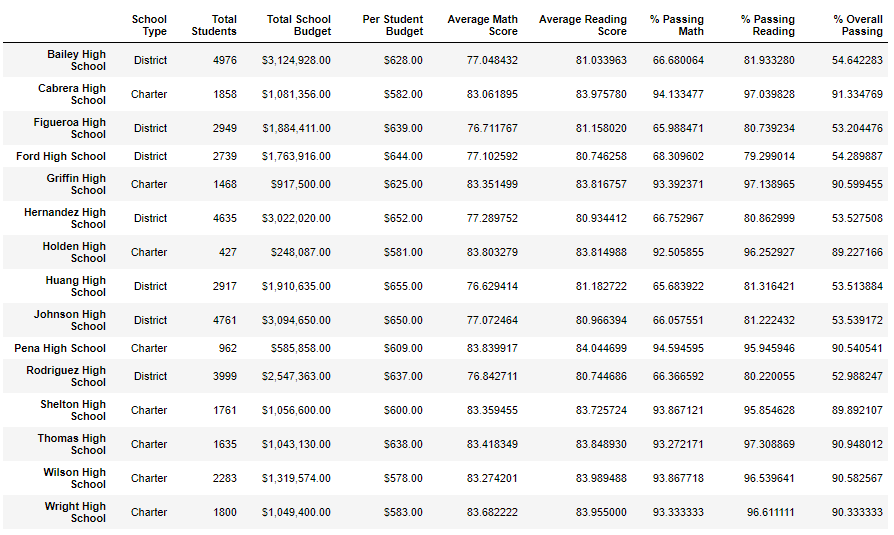 School Type Total Students Total School Budget Per Student Budget Average Math Score Average Reading Score % Passing Math % Passing Reading % Overall Passing
Bailey High School District 4976 $3,124,928.00 $628.00 77.048432 81.033963 66.680064 81.933280 54.642283
Cabrera High School Charter 1858 $1,081,356.00 $582.00 83.061895 83.975780 94.133477 97.039828 91.334769
Figueroa High School District 2949 $1,884,411.00 $639.00 76.711767 81.158020 65.988471 80.739234 53.204476
Ford High School District 2739 $1,763,916.00 $644.00 77.102592 80.746258 68.309602 79.299014 54.289887
Griffin High School Charter 1468 $917,500.00 $625.00 83.351499 83.816757 93.392371 97.138965 90.599455
Hernandez High School District 4635 $3,022,020.00 $652.00 77.289752 80.934412 66.752967 80.862999 53.527508
Holden High School Charter 427 $248,087.00 $581.00 83.803279 83.814988 92.505855 96.252927 89.227166
Huang High School District 2917 $1,910,635.00 $655.00 76.629414 81.182722 65.683922 81.316421 53.513884
Johnson High School District 4761 $3,094,650.00 $650.00 77.072464 80.966394 66.057551 81.222432 53.539172
Pena High School Charter 962 $585,858.00 $609.00 83.839917 84.044699 94.594595 95.945946 90.540541
Rodriguez High School District 3999 $2,547,363.00 $637.00 76.842711 80.744686 66.366592 80.220055 52.988247
Shelton High School Charter 1761 $1,056,600.00 $600.00 83.359455 83.725724 93.867121 95.854628 89.892107
Thomas High School Charter 1635 $1,043,130.00 $638.00 83.418349 83.848930 93.272171 97.308869 90.948012
Wilson High School Charter 2283 $1,319,574.00 $578.00 83.274201 83.989488 93.867718 96.539641 90.582567
Wright High School Charter 1800 $1,049,400.00 $583.00 83.682222 83.955000 93.333333 96.611111 90.333333